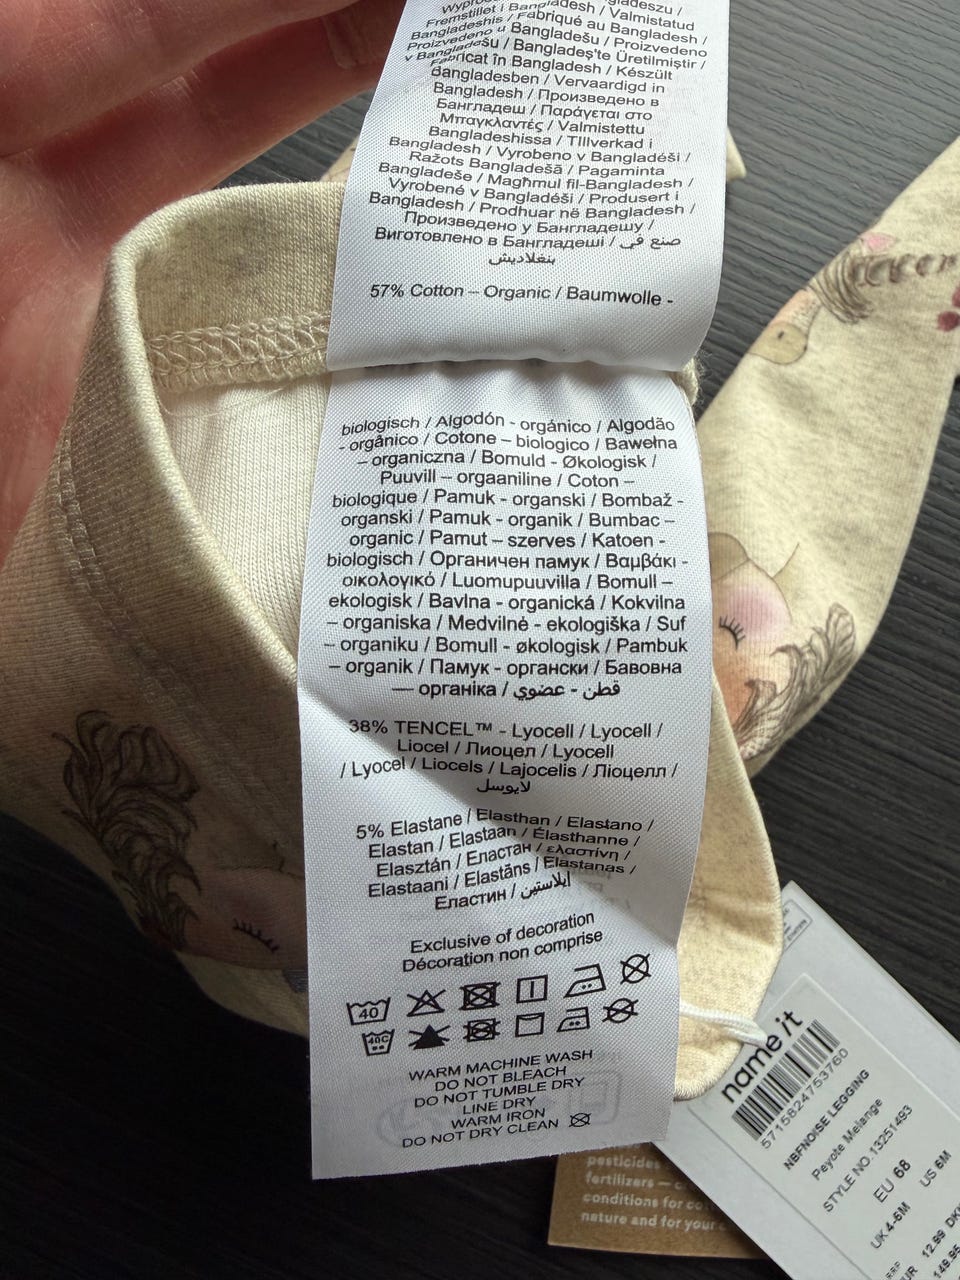 Fremstillet i Bangladesh / Valmistatud
Bangladeshis / Fabriqué au Bangladesh /
Proizvedeno u Bangladešu / Proizvedeno
v Bangladešu / Bangladeş'te Üretilmiştir /
Fabricat în Bangladesh / Készült
Bangladesben / Vervaardigd in
Bangladesh / Произведено в
Бангладеш / Παράγεται στο
Μπαγκλαντές / Valmistettu
Bangladeshissa / TIllverkad i
Bangladesh / Vyrobeno v Bangladéši /
Ražots Bangladešā / Pagaminta
Bangladeše / Magħmul fil-Bangladesh /
Vyrobené v Bangladéši / Produsert i
Bangladesh / Prodhuar në Bangladesh /
Произведено у Бангладешу /
Виготовлено в Бангладеші / صنع في
بنغلاديش
57% Cotton – Organic / Baumwolle -
biologisch / Algodón - orgánico / Algodão
- orgânico / Cotone – biologico / Bawełna
– organiczna / Bomuld - Økologisk /
Puuvill – orgaaniline / Coton –
biologique / Pamuk - organski / Bombaž -
organski / Pamuk - organik / Bumbac –
organic / Pamut – szerves / Katoen -
biologisch / Органичен памук / Βαμβάκι -
οικολογικό / Luomupuuvilla / Bomull –
ekologisk / Bavlna - organická / Kokvilna
– organiska / Medvilnė - ekologiška / Suf
– organiku / Bomull - økologisk / Pambuk
– organik / Памук - органски / Бавовна
— органіка / قطن - عضوي
38% TENCEL™ - Lyocell / Lyocell /
Liocel / Лиоцел / Lyocell
/ Lyocel / Liocels / Lajocelis / Ліоцелл /
لايوسل
5% Elastane / Elasthan / Elastano /
Elastan / Elastaan / Élasthanne /
Elasztán / Еластан / ελαστίνη /
Elastaani / Elastāns / Elastanas /
Еластин / إيلاستين
Exclusive of decoration
Décoration non comprise
40
40C
WARM MACHINE WASH
DO NOT BLEACH
DO NOT TUMBLE DRY
LINE DRY
WARM IRON
DO NOT DRY CLEAN
name it
5715824753760
NBFNOISE LEGGING
Peyote Melange
STYLE NO.13251493
EU 68
US 6M
UK 4-6M
12.99
149.95
pesticides
fertilizers –
conditions for
nature and for your